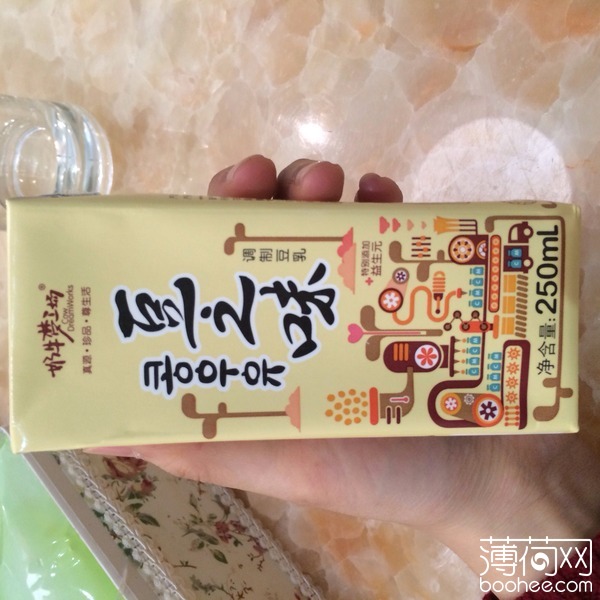 奶牛梦工场®
Cow DreamWorks
真源·珍品·尊生活
调制豆乳
豆之味
特别添加
+益生元
净含量:250mL
薄荷网
boohee.com